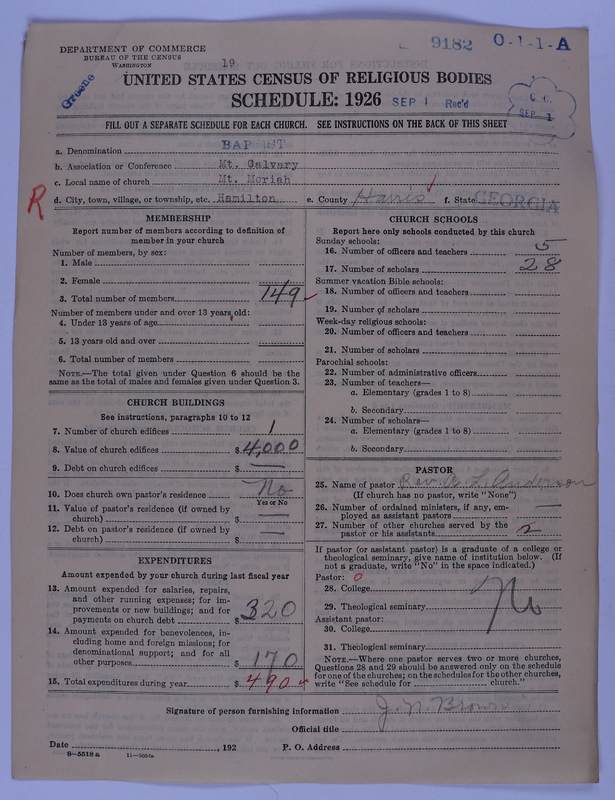 DEPARTMENT OF COMMERCE
BUREAU OF THE CENSUS
WASHINGTON
19
9182 O-1-1-A
Greene
UNITED STATES CENSUS OF RELIGIOUS BODIES
SCHEDULE: 1926 SEP 1 Rec'd
C. C.
SEP 1
FILL OUT A SEPARATE SCHEDULE FOR EACH CHURCH. SEE INSTRUCTIONS ON THE BACK OF THIS SHEET
a. Denomination BAPTIST
b. Association or Conference Mt. Calvary
c. Local name of church Mt. Moriah
R d. City, town, village, or township, etc. Hamilton e. County Harris f. State GEORGIA
MEMBERSHIP
Report number of members according to definition of
member in your church
Number of members, by sex:
1. Male
2. Female
3. Total number of members 149
Number of members under and over 13 years old:
4. Under 13 years of age
5. 13 years old and over
6. Total number of members
NOTE.—The total given under Question 6 should be
same as the total of males and females given under Question 3.
CHURCH BUILDINGS
See instructions, paragraphs 10 to 12
7. Number of church edifices 1
8. Value of church edifices $4,000
9. Debt on church edifices $ —
10. Does church own pastor's residence No
Yes or No
11. Value of pastor's residence (if owned by
church) $ —
12. Debt on pastor's residence (if owned by
church) $ —
EXPENDITURES
Amount expended by your church during last fiscal year
13. Amount expended for salaries, repairs,
and other running expenses; for im-
provements or new buildings; and for
payments on church debt $320
14. Amount expended for benevolences, in-
cluding home and foreign missions; for
denominational support; and for all
other purposes $170
15. Total expenditures during year $490
CHURCH SCHOOLS
Report here only schools conducted by this church
Sunday schools:
16. Number of officers and teachers 5
17. Number of scholars 28
Summer vacation Bible schools:
18. Number of officers and teachers
19. Number of scholars
Week-day religious schools:
20. Number of officers and teachers
21. Number of scholars
Parochial schools:
22. Number of administrative officers
23. Number of teachers—
a. Elementary (grades 1 to 8)
b. Secondary
24. Number of scholars—
a. Elementary (grades 1 to 8)
b. Secondary
PASTOR
25. Name of pastor Rev. A. L. Anderson
(If church has no pastor, write "None")
26. Number of ordained ministers, if any, em-
ployed as assistant pastors —
27. Number of other churches served by the
pastor or his assistants 2
If pastor (or assistant pastor) is a graduate of a college or
theological seminary, give name of institution below. (If
not a graduate, write "No" in the space indicated.)
Pastor: 0
28. College
29. Theological seminary No
Assistant pastor:
30. College
31. Theological seminary
NOTE.—Where one pastor serves two or more churches,
Questions 28 and 29 should be answered only on the schedule
for one of the churches; on the schedules for the other churches,
write "See schedule for church."
Signature of person furnishing information J. N. Brown
Official title
Date , 192 P. O. Address
8—5518 a